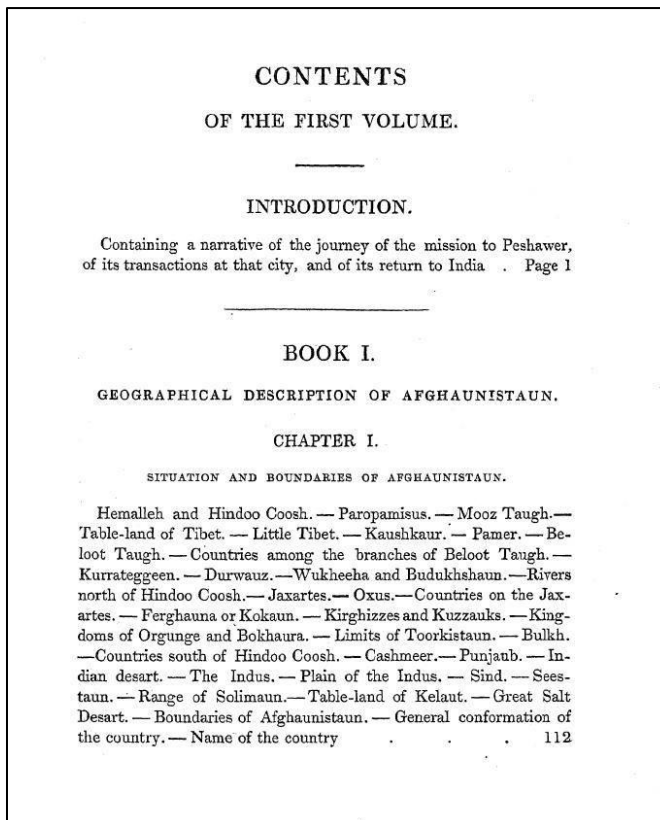 CONTENTS
OF THE FIRST VOLUME.
INTRODUCTION.
Containing a narrative of the journey of the mission to Peshawer,
of its transactions at that city, and of its return to India . Page 1
BOOK I.
GEOGRAPHICAL DESCRIPTION OF AFGHAUNISTAUN.
CHAPTER I.
SITUATION AND BOUNDARIES OF AFGHAUNISTAUN.
Hemalleh and Hindoo Coosh. — Paropamisus. — Mooz Taugh.—
Table-land of Tibet. — Little Tibet. — Kaushkaur. — Pamer. — Be-
loot Taugh. — Countries among the branches of Beloot Taugh. —
Kurrateggeen. — Durwauz. —Wukheeha and Budukhshaun.—Rivers
north of Hindoo Coosh.— Jaxartes.— Oxus.—Countries on the Jax-
artes. — Ferghauna or Kokaun. — Kirghizzes and Kuzzauks. — King-
doms of Orgunge and Bokhaura. — Limits of Toorkistaun. — Bulkh.
—Countries south of Hindoo Coosh. — Cashmeer.— Punjaub. — In-
dian desart. — The Indus. — Plain of the Indus. — Sind. — Sees-
taun. — Range of Solimaun.— Table-land of Kelaut. — Great Salt
Desart. — Boundaries of Afghaunistaun. — General conformation of
the country. — Name of the country . . . 112